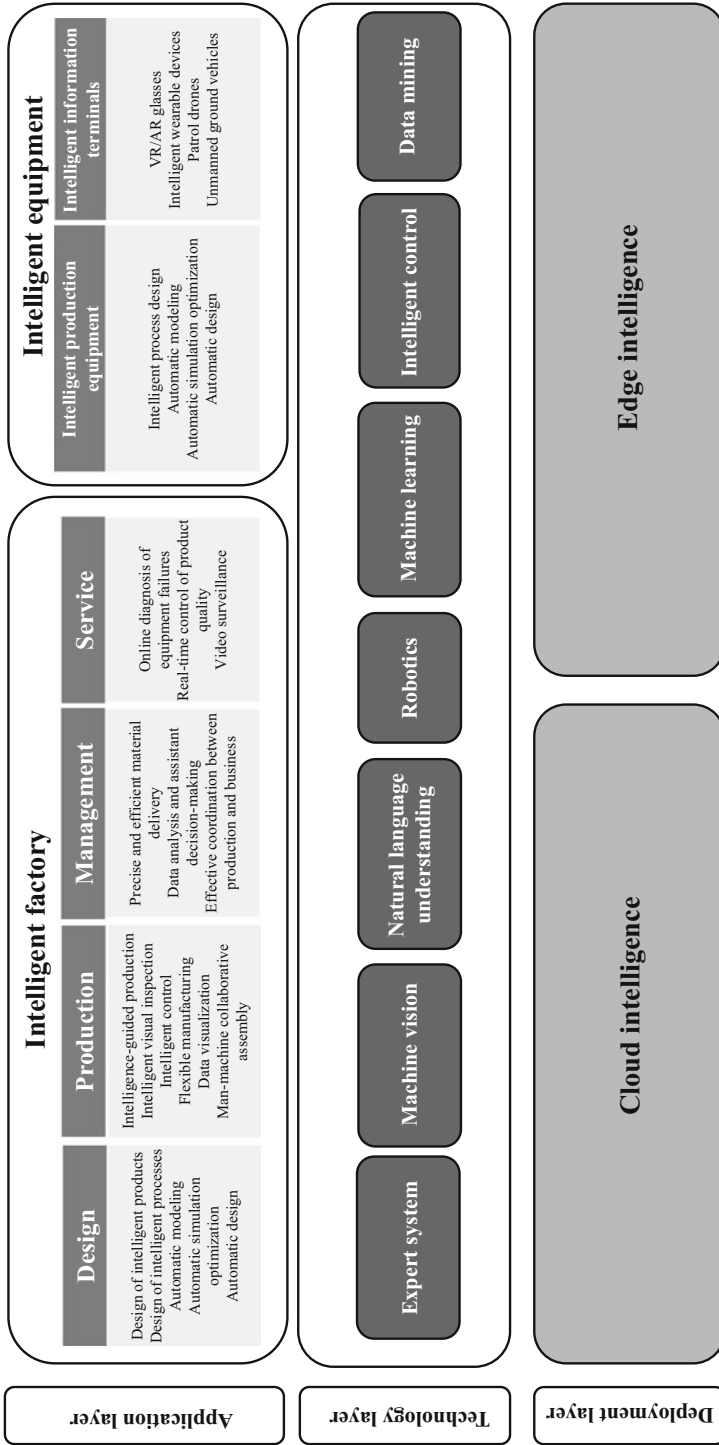 Application layer
Intelligent factory
Design
Design of intelligent products
Design of intelligent processes
Automatic modeling
Automatic simulation
optimization
Automatic design
Production
Intelligence-guided production
Intelligent visual inspection
Intelligent control
Flexible manufacturing
Data visualization
Man-machine collaborative
assembly
Management
Precise and efficient material
delivery
Data analysis and assistant
decision-making
Effective coordination between
production and business
Service
Online diagnosis of
equipment failures
Real-time control of product
quality
Video surveillance
Intelligent equipment
Intelligent production
equipment
Intelligent process design
Automatic modeling
Automatic simulation optimization
Automatic design
Intelligent information
terminals
VR/AR glasses
Intelligent wearable devices
Patrol drones
Unmanned ground vehicles
Technology layer
Expert system
Machine vision
Natural language
understanding
Robotics
Machine learning
Intelligent control
Data mining
Deployment layer
Cloud intelligence
Edge intelligence